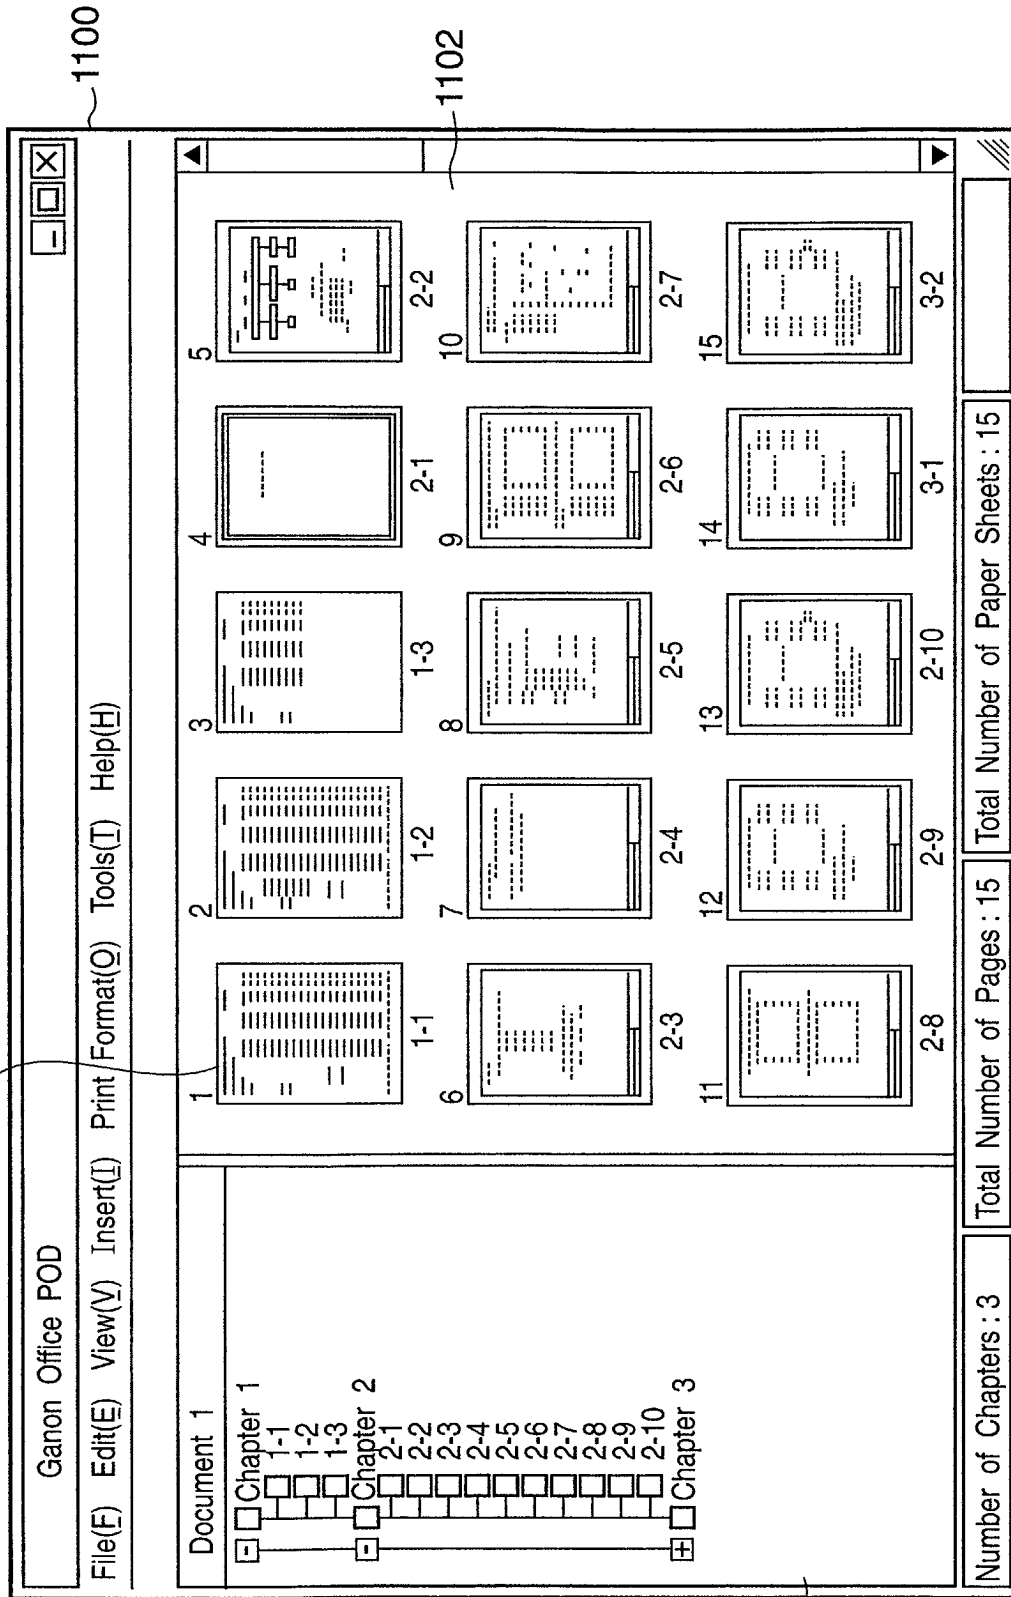 1100
Ganon Office POD
File(F) Edit(E) View(V) Insert(I) Print Format(O) Tools(T) Help(H)
Document 1
Chapter 1
1-1
1-2
1-3
Chapter 2
2-1
2-2
2-3
2-4
2-5
2-6
2-7
2-8
2-9
2-10
Chapter 3
1102
1 2 3 4 5
1-1 1-2 1-3 2-1 2-2
6 7 8 9 10
2-3 2-4 2-5 2-6 2-7
11 12 13 14 15
2-8 2-9 2-10 3-1 3-2
Number of Chapters : 3 Total Number of Pages : 15 Total Number of Paper Sheets : 15